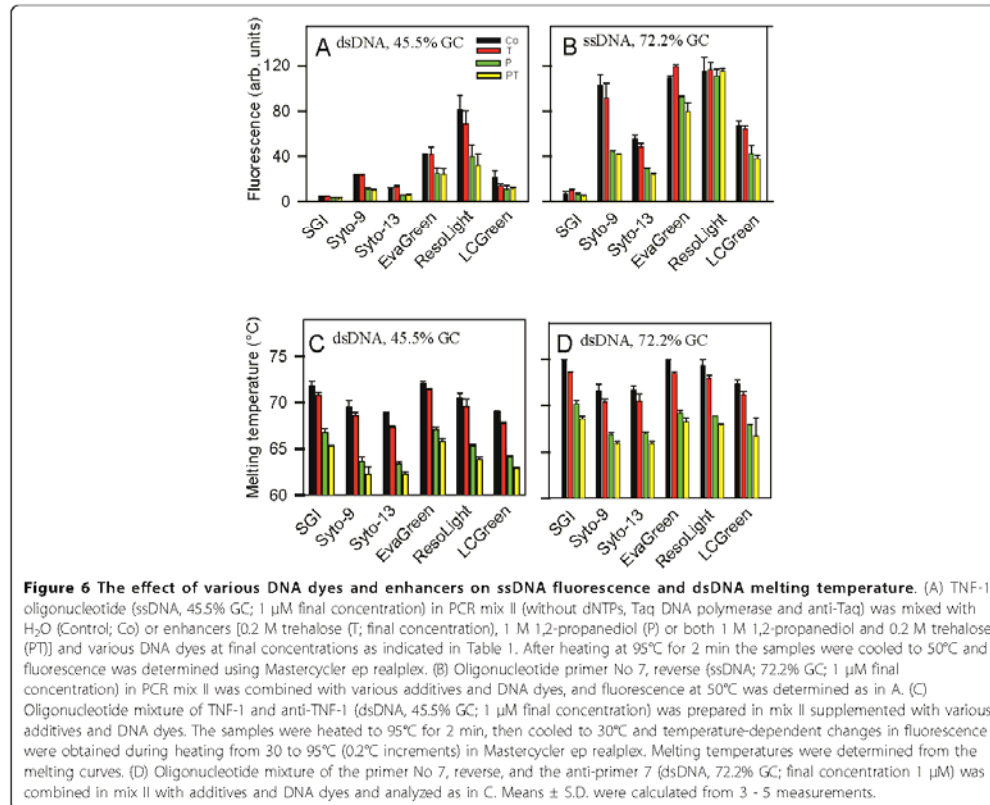 A dsDNA, 45.5% GC
Co
T
P
PT
B ssDNA, 72.2% GC
Fluorescence (arb. units)
120
80
40
0
SGI Syto-9 Syto-13 EvaGreen ResoLight LCGreen
SGI Syto-9 Syto-13 EvaGreen ResoLight LCGreen
C dsDNA, 45.5% GC
D dsDNA, 72.2% GC
Melting temperature (°C)
75
70
65
60
SGI Syto-9 Syto-13 EvaGreen ResoLight LCGreen
SGI Syto-9 Syto-13 EvaGreen ResoLight LCGreen
Figure 6 The effect of various DNA dyes and enhancers on ssDNA fluorescence and dsDNA melting temperature. (A) TNF-1
oligonucleotide (ssDNA, 45.5% GC; 1 μM final concentration) in PCR mix II (without dNTPs, Taq DNA polymerase and anti-Taq) was mixed with
H₂O (Control; Co) or enhancers [0.2 M trehalose (T; final concentration), 1 M 1,2-propanediol (P) or both 1 M 1,2-propanediol and 0.2 M trehalose
(PT)] and various DNA dyes at final concentrations as indicated in Table 1. After heating at 95°C for 2 min the samples were cooled to 50°C and
fluorescence was determined using Mastercycler ep realplex. (B) Oligonucleotide primer No 7, reverse (ssDNA; 72.2% GC; 1 μM final
concentration) in PCR mix II was combined with various additives and DNA dyes, and fluorescence at 50°C was determined as in A. (C)
Oligonucleotide mixture of TNF-1 and anti-TNF-1 (dsDNA, 45.5% GC; 1 μM final concentration) was prepared in mix II supplemented with various
additives and DNA dyes. The samples were heated to 95°C for 2 min, then cooled to 30°C and temperature-dependent changes in fluorescence
were obtained during heating from 30 to 95°C (0.2°C increments) in Mastercycler ep realplex. Melting temperatures were determined from the
melting curves. (D) Oligonucleotide mixture of the primer No 7, reverse, and the anti-primer 7 (dsDNA, 72.2% GC; final concentration 1 μM) was
combined in mix II with additives and DNA dyes and analyzed as in C. Means ± S.D. were calculated from 3 - 5 measurements.